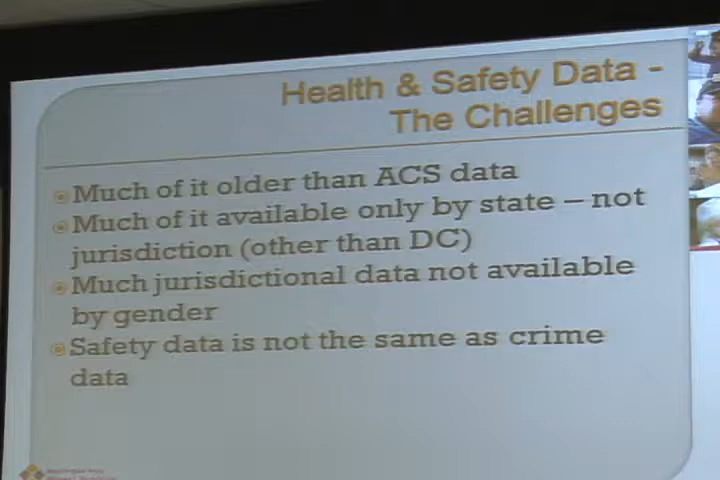 Health & Safety Data -
The Challenges
Much of it older than ACS data
Much of it available only by state – not
jurisdiction (other than DC)
Much jurisdictional data not available
by gender
Safety data is not the same as crime
data